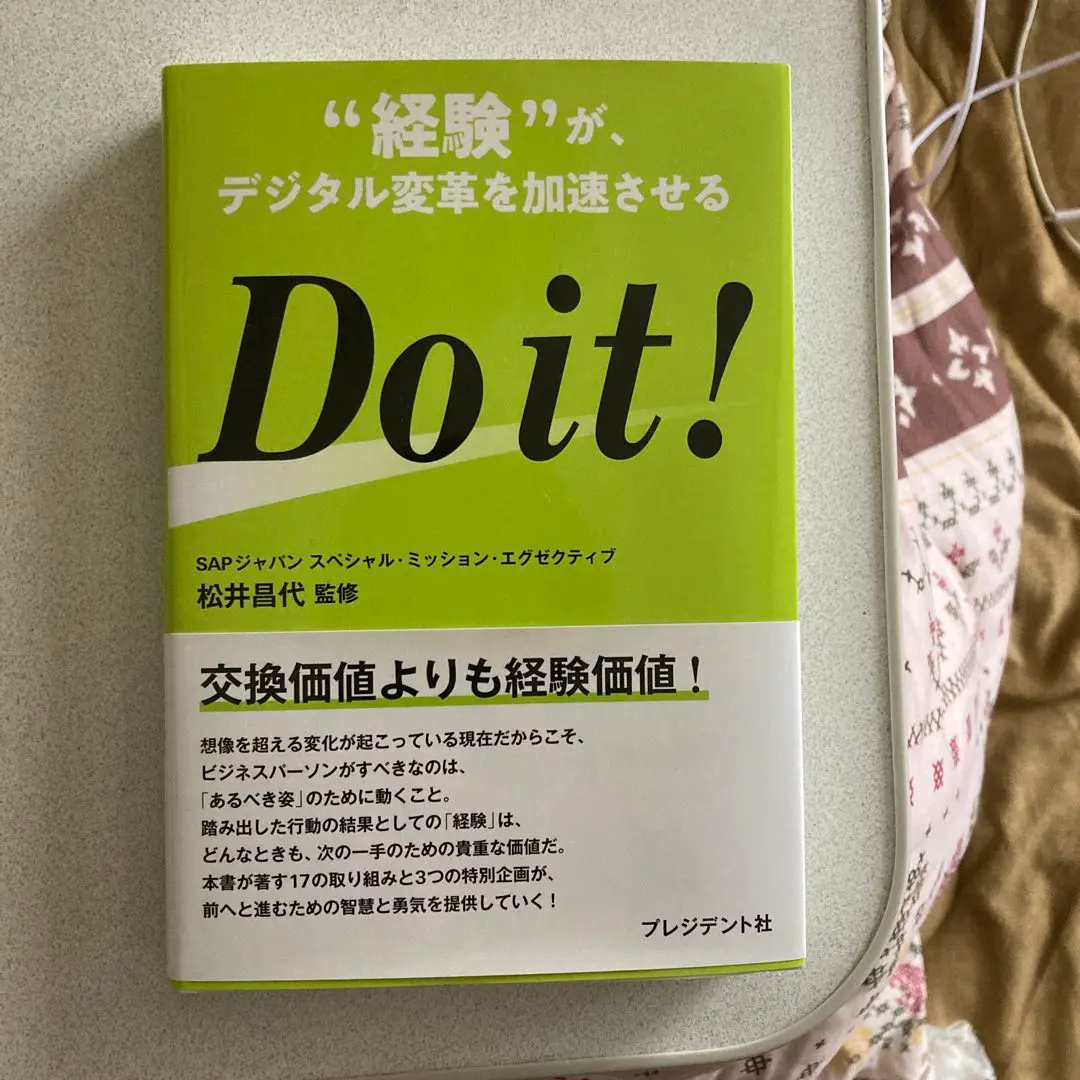 “経験”が、
デジタル変革を加速させる
Do it!
SAPジャパン スペシャル・ミッション・エグゼクティブ
松井昌代 監修
交換価値よりも経験価値!
想像を超える変化が起こっている現在だからこそ、
ビジネスパーソンがすべきなのは、
「あるべき姿」のために動くこと。
踏み出した行動の結果としての「経験」は、
どんなときも、次の一手のための貴重な価値だ。
本書が著す17の取り組みと3つの特別企画が、
前へと進むための智慧と勇気を提供していく!
プレジデント社